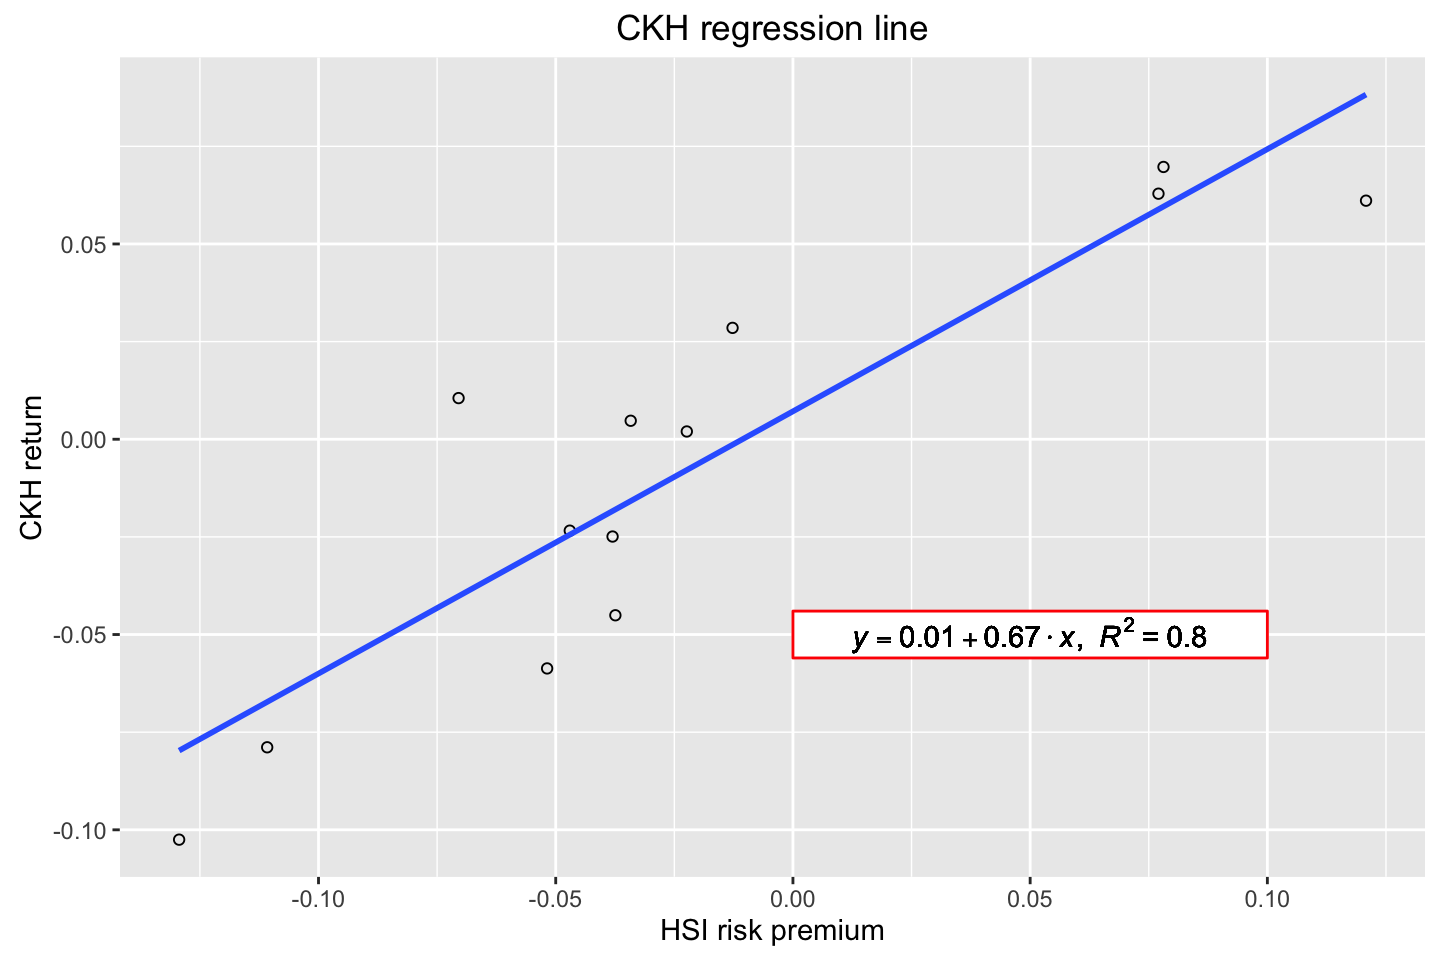 CKH regression line
CKH return
0.05
0.00
-0.05
-0.10
y = 0.01 + 0.67 · x, R² = 0.8
-0.10 -0.05 0.00 0.05 0.10
HSI risk premium